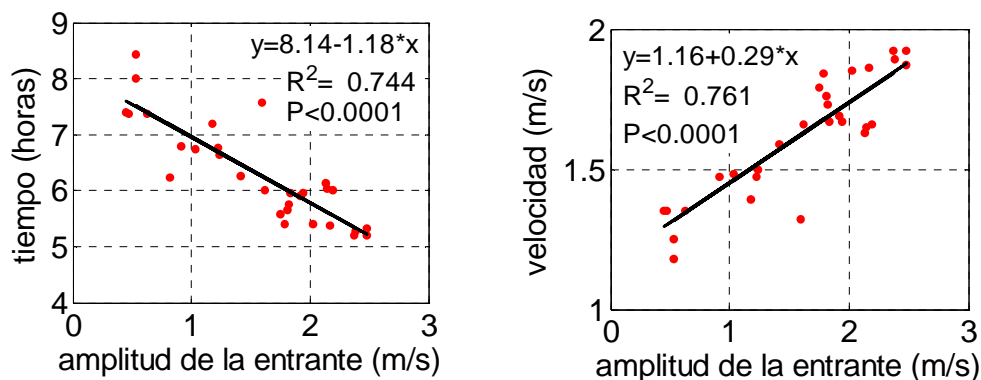 9
8
7
6
5
4
0
1
2
3
tiempo (horas)
amplitud de la entrante (m/s)
y=8.14-1.18*x
R²= 0.744
P<0.0001
2
1.5
1
0
1
2
3
velocidad (m/s)
amplitud de la entrante (m/s)
y=1.16+0.29*x
R²= 0.761
P<0.0001